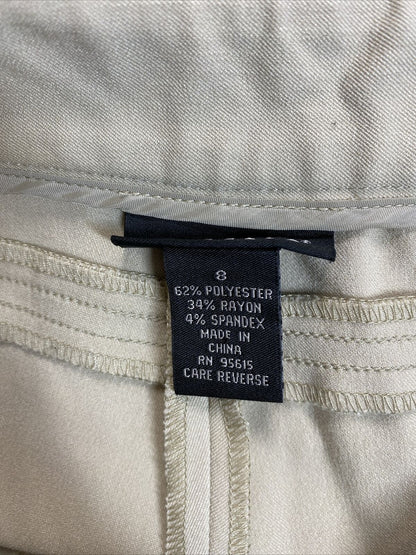 8
62% POLYESTER
34% RAYON
4% SPANDEX
MADE IN
CHINA
RN 95615
CARE REVERSE